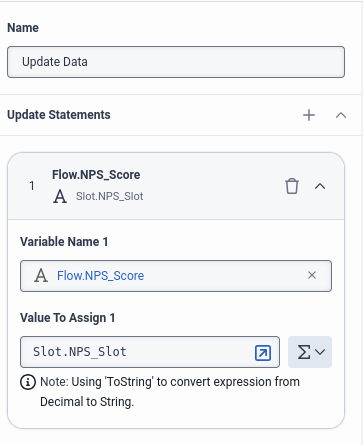 Name
Update Data
Update Statements
1
Flow.NPS_Score
A Slot.NPS_Slot
Variable Name 1
A Flow.NPS_Score
Value To Assign 1
Slot.NPS_Slot
Σ
Note: Using 'ToString' to convert expression from
Decimal to String.